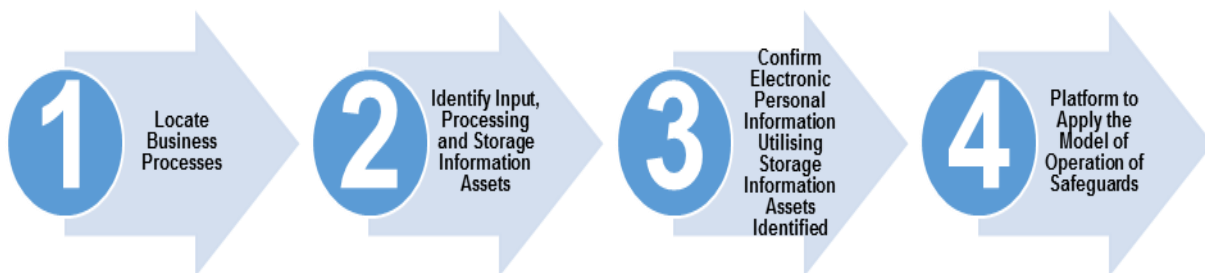 1
Locate
Business
Processes
2
Identify Input,
Processing
and Storage
Information
Assets
3
Confirm
Electronic
Personal
Information
Utilising
Storage
Information
Assets
Identified
4
Platform to
Apply the
Model of
Operation of
Safeguards